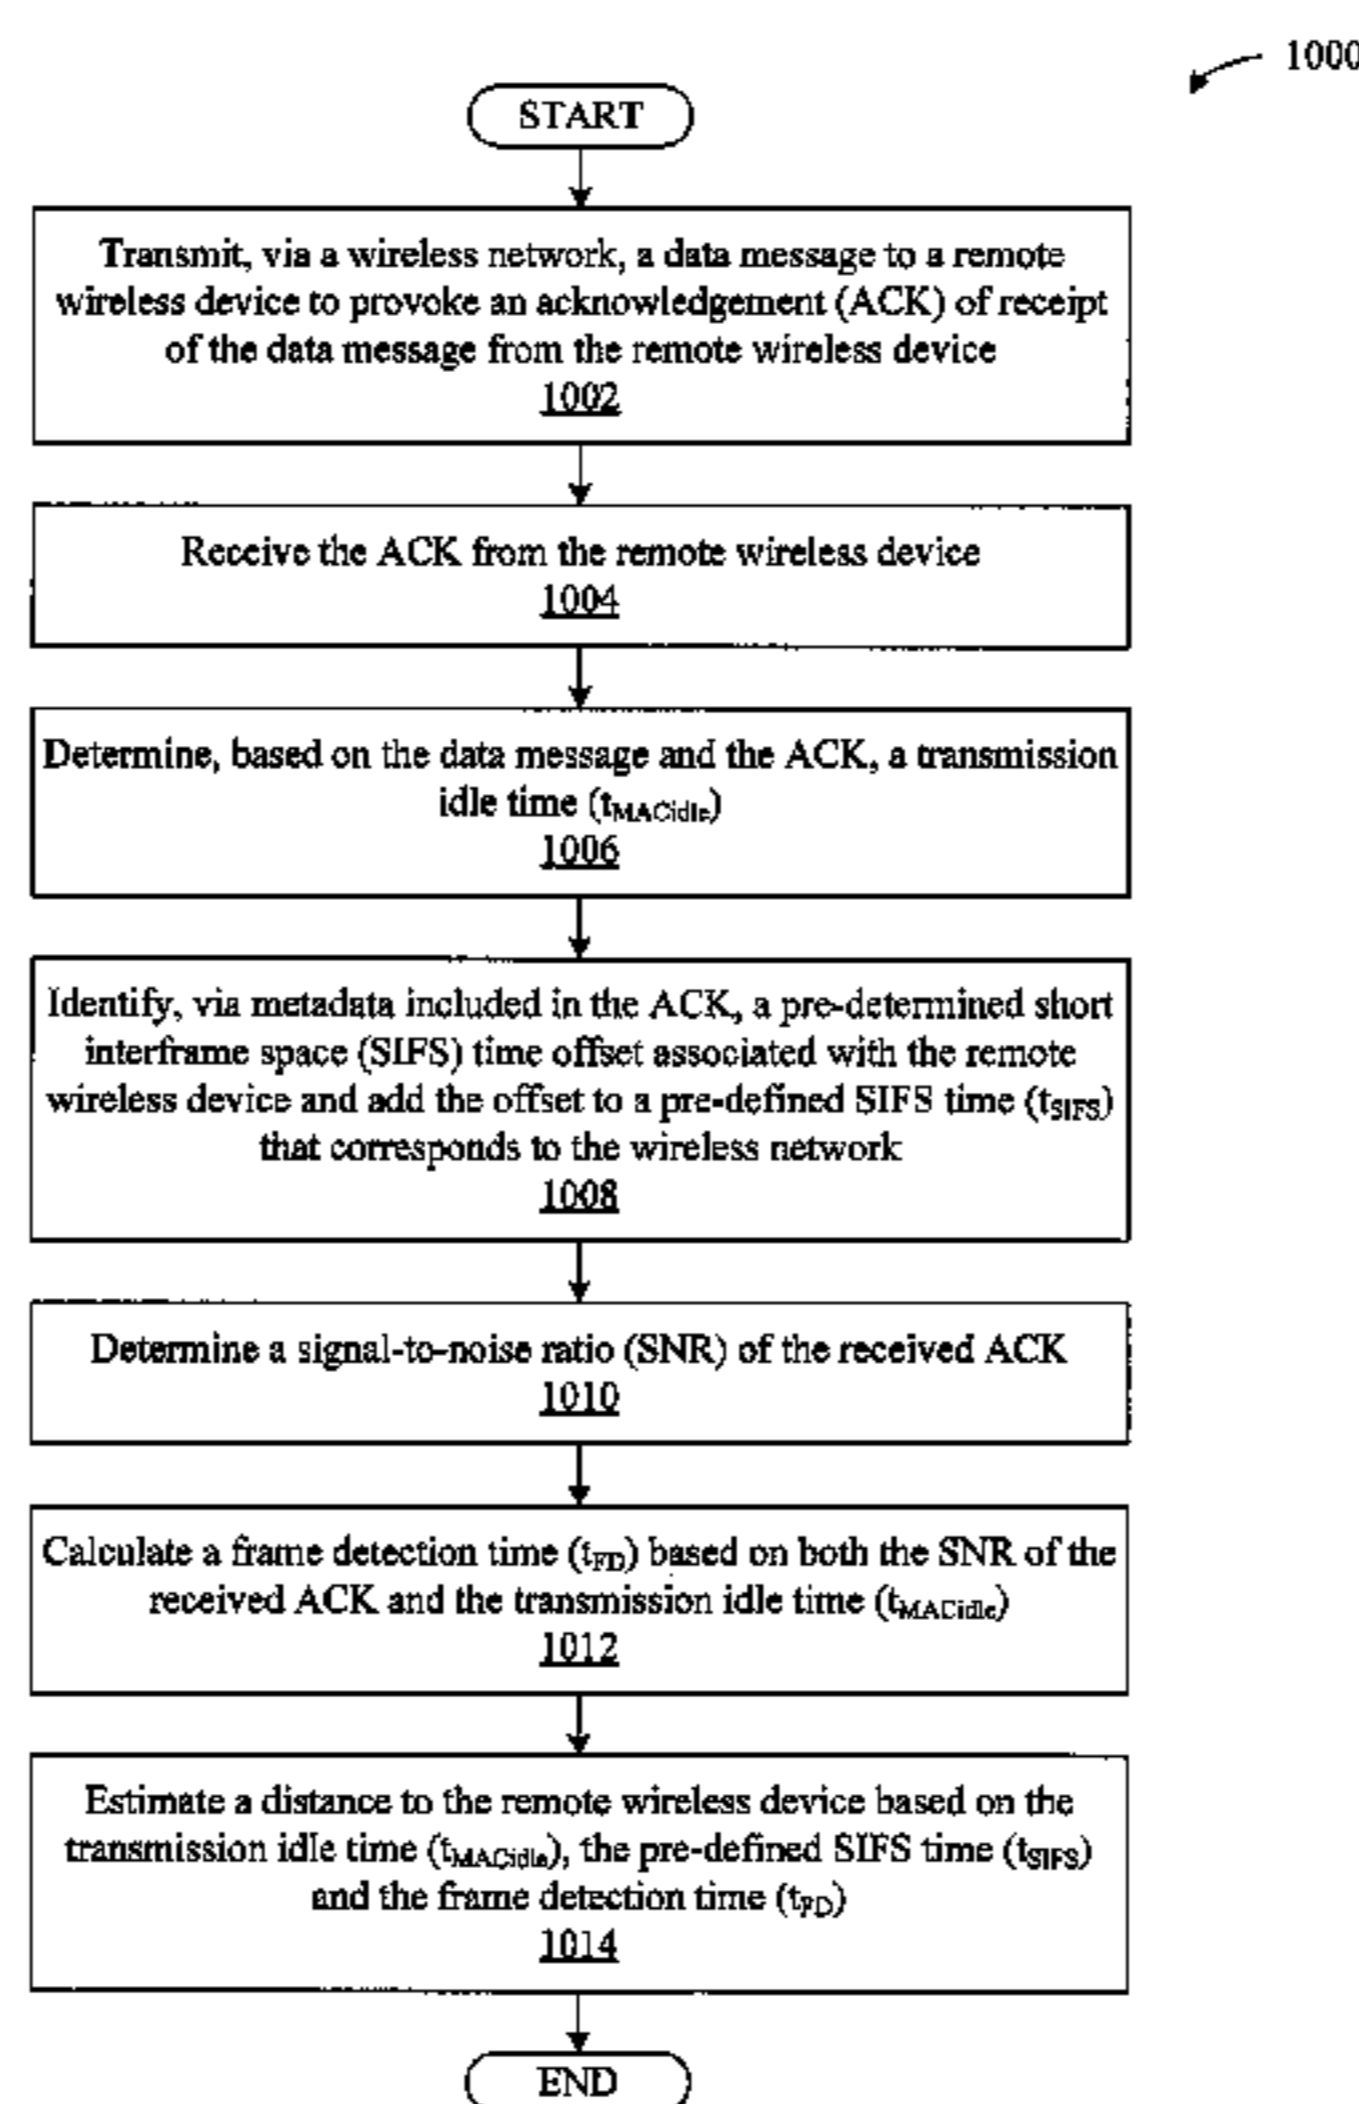 1000
START
Transmit, via a wireless network, a data message to a remote
wireless device to provoke an acknowledgement (ACK) of receipt
of the data message from the remote wireless device
1002
Receive the ACK from the remote wireless device
1004
Determine, based on the data message and the ACK, a transmission
idle time (tMACidle)
1006
Identify, via metadata included in the ACK, a pre-determined short
interframe space (SIFS) time offset associated with the remote
wireless device and add the offset to a pre-defined SIFS time (tSIFS)
that corresponds to the wireless network
1008
Determine a signal-to-noise ratio (SNR) of the received ACK
1010
Calculate a frame detection time (tFD) based on both the SNR of the
received ACK and the transmission idle time (tMACidle)
1012
Estimate a distance to the remote wireless device based on the
transmission idle time (tMACidle), the pre-defined SIFS time (tSIFS)
and the frame detection time (tFD)
1014
END